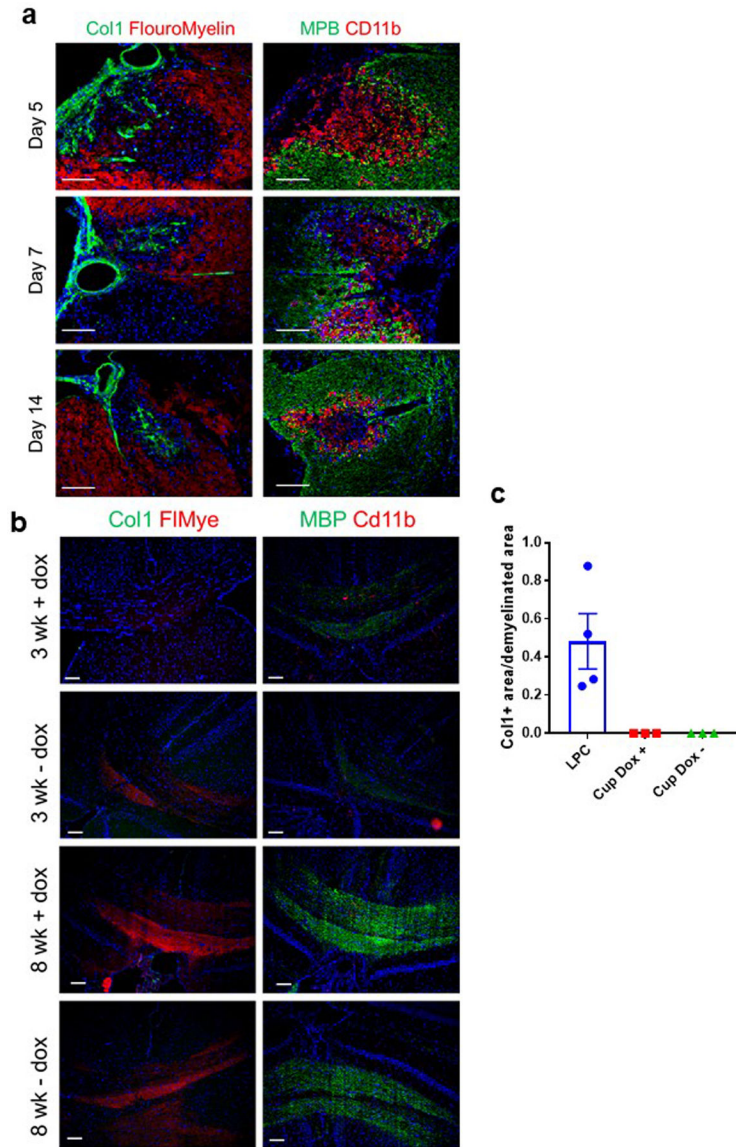 a
Col1 FlouroMyelin
MPB CD11b
Day 5
Day 7
Day 14
b
Col1 FlMye
MBP Cd11b
3 wk + dox
3 wk - dox
8 wk + dox
8 wk - dox
c
Col1+ area/demyelinated area
1.0
0.8
0.6
0.4
0.2
0.0
LPC
Cup Dox +
Cup Dox -